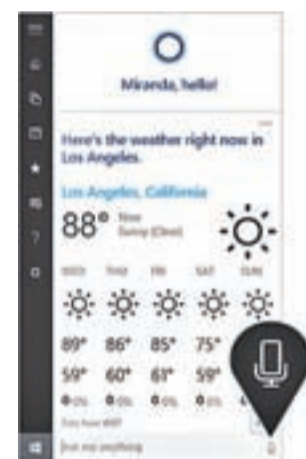 Miranda, hello!
Here's the weather right now in
Los Angeles.
Los Angeles, California
88° Now
Sunny (Clear)
WED THU FRI SAT SUN
89° 86° 85° 75°
59° 60° 61° 59°
0% 0% 0% 0%
Ask me anything